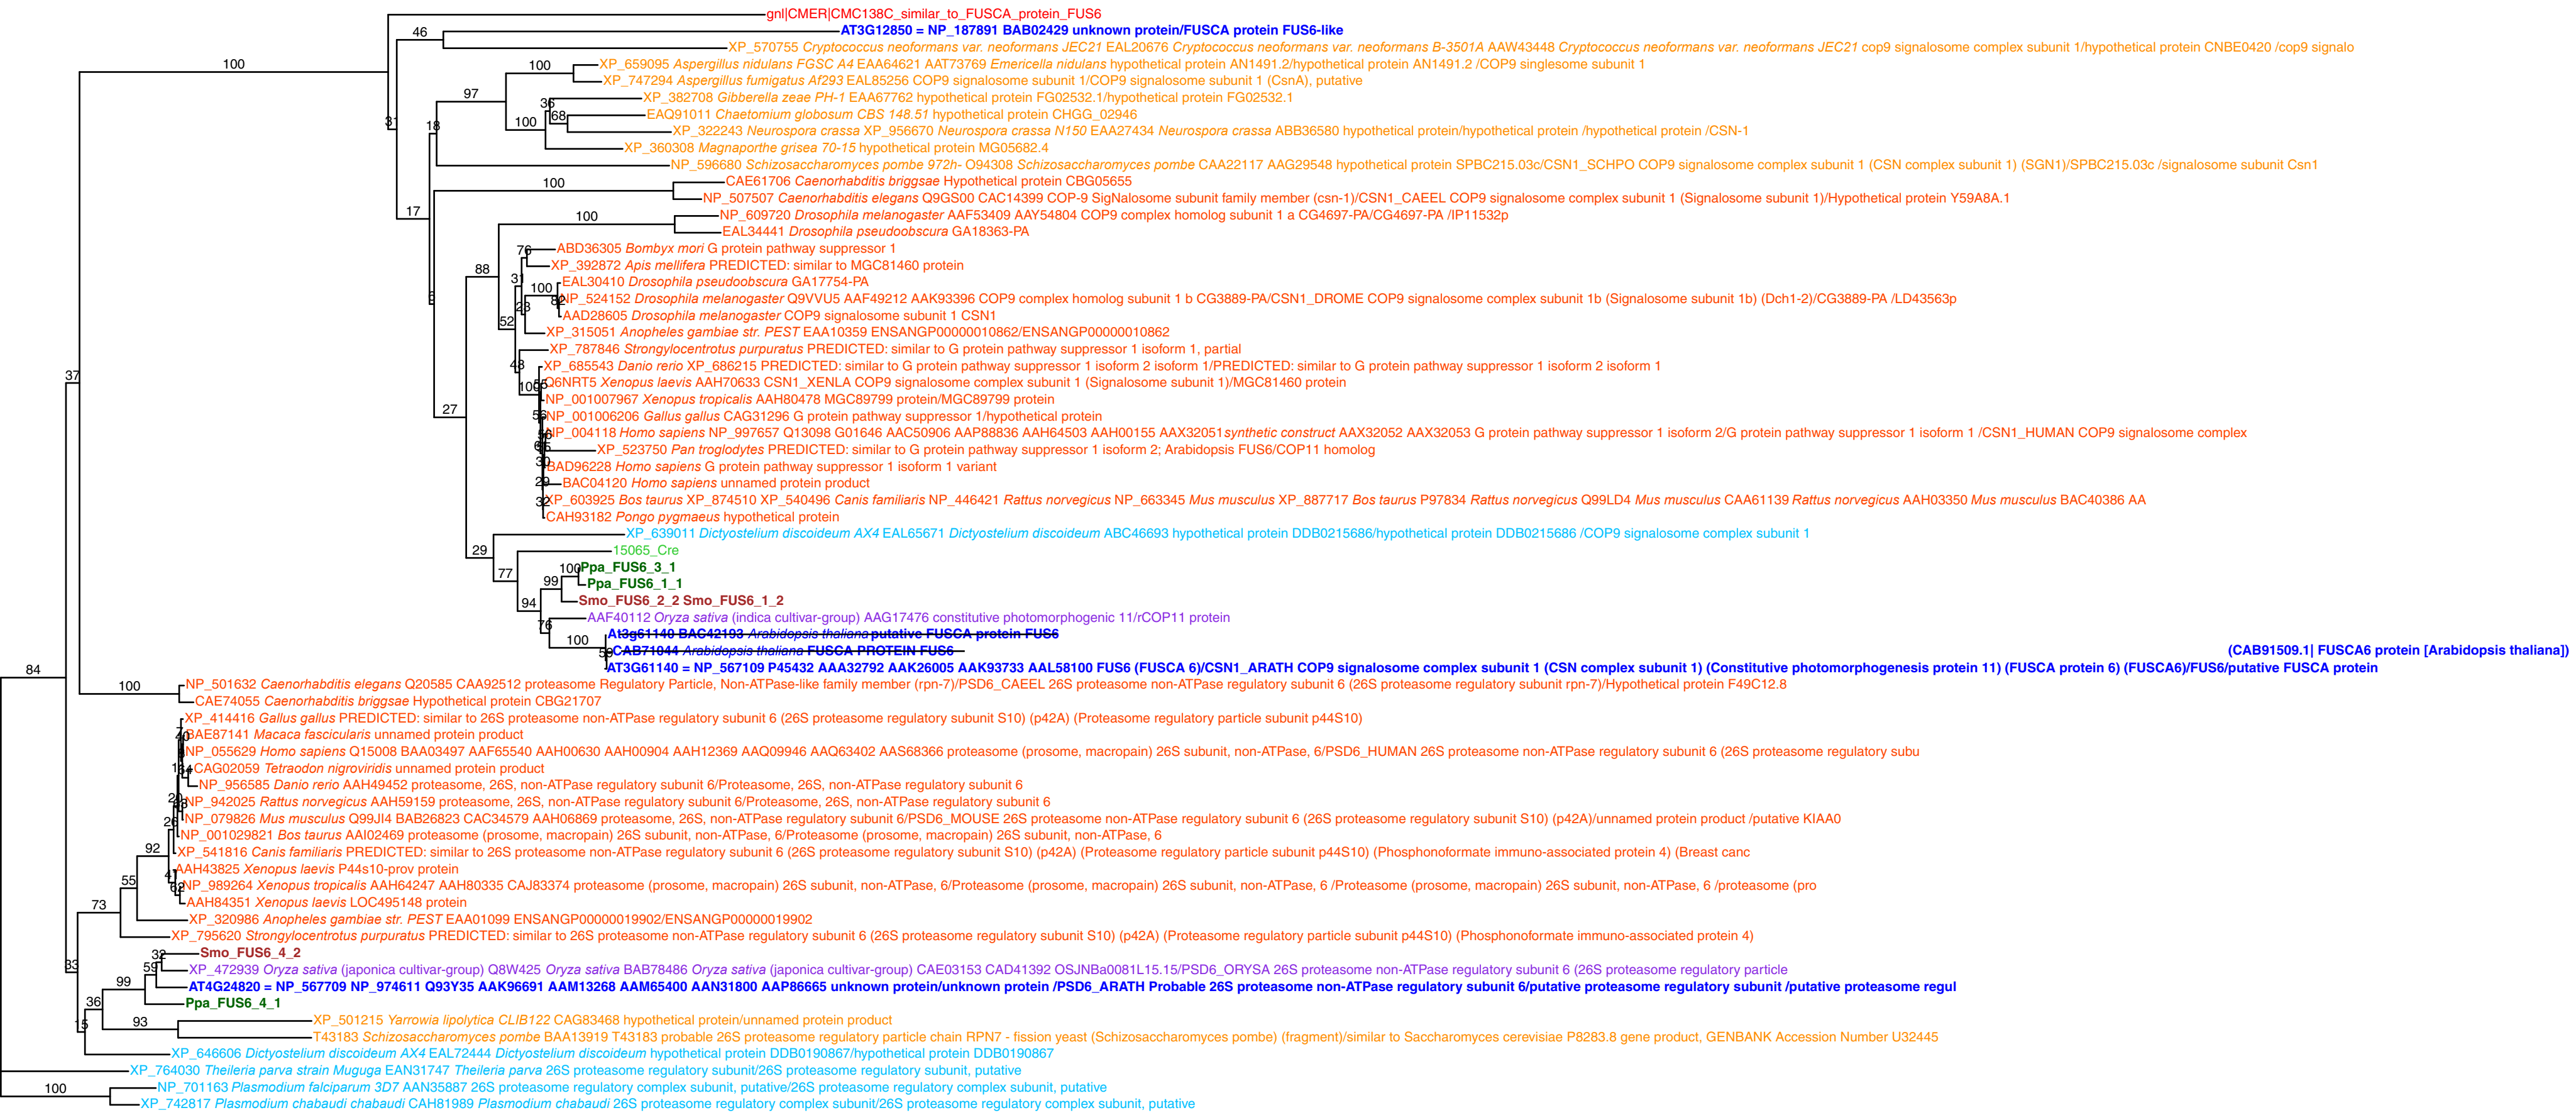 gnl|CMER|CMC138C_similar_to_FUSCA_protein_FUS6
46 AT3G12850 = NP_187891 BAB02429 unknown protein/FUSCA protein FUS6-like
XP_570755 Cryptococcus neoformans var. neoformans JEC21 EAL20676 Cryptococcus neoformans var. neoformans B-3501A AAW43448 Cryptococcus neoformans var. neoformans JEC21 cop9 signalosome complex subunit 1/hypothetical protein CNBE0420 /cop9 signalo
100 100 XP_659095 Aspergillus nidulans FGSC A4 EAA64621 AAT73769 Emericella nidulans hypothetical protein AN1491.2/hypothetical protein AN1491.2 /COP9 singlesome subunit 1
XP_747294 Aspergillus fumigatus Af293 EAL85256 COP9 signalosome subunit 1/COP9 signalosome subunit 1 (CsnA), putative
97 XP_382708 Gibberella zeae PH-1 EAA67762 hypothetical protein FG02532.1/hypothetical protein FG02532.1
36 68 EAQ91011 Chaetomium globosum CBS 148.51 hypothetical protein CHGG_02946
31 18 100 XP_322243 Neurospora crassa XP_956670 Neurospora crassa N150 EAA27434 Neurospora crassa ABB36580 hypothetical protein/hypothetical protein /hypothetical protein /CSN-1
XP_360308 Magnaporthe grisea 70-15 hypothetical protein MG05682.4
NP_596680 Schizosaccharomyces pombe 972h- O94308 Schizosaccharomyces pombe CAA22117 AAG29548 hypothetical protein SPBC215.03c/CSN1_SCHPO COP9 signalosome complex subunit 1 (CSN complex subunit 1) (SGN1)/SPBC215.03c /signalosome subunit Csn1
100 CAE61706 Caenorhabditis briggsae Hypothetical protein CBG05655
NP_507507 Caenorhabditis elegans Q9GS00 CAC14399 COP-9 SigNalosome subunit family member (csn-1)/CSN1_CAEEL COP9 signalosome complex subunit 1 (Signalosome subunit 1)/Hypothetical protein Y59A8A.1
17 100 NP_609720 Drosophila melanogaster AAF53409 AAY54804 COP9 complex homolog subunit 1 a CG4697-PA/CG4697-PA /IP11532p
EAL34441 Drosophila pseudoobscura GA18363-PA
76 ABD36305 Bombyx mori G protein pathway suppressor 1
88 XP_392872 Apis mellifera PREDICTED: similar to MGC81460 protein
31 100 EAL30410 Drosophila pseudoobscura GA17754-PA
82 NP_524152 Drosophila melanogaster Q9VVU5 AAF49212 AAK93396 COP9 complex homolog subunit 1 b CG3889-PA/CSN1_DROME COP9 signalosome complex subunit 1b (Signalosome subunit 1b) (Dch1-2)/CG3889-PA /LD43563p
52 AAD28605 Drosophila melanogaster COP9 signalosome subunit 1 CSN1
XP_315051 Anopheles gambiae str. PEST EAA10359 ENSANGP00000010862/ENSANGP00000010862
XP_787846 Strongylocentrotus purpuratus PREDICTED: similar to G protein pathway suppressor 1 isoform 1, partial
37 48 XP_685543 Danio rerio XP_686215 PREDICTED: similar to G protein pathway suppressor 1 isoform 2 isoform 1/PREDICTED: similar to G protein pathway suppressor 1 isoform 2 isoform 1
100 Q6NRT5 Xenopus laevis AAH70633 CSN1_XENLA COP9 signalosome complex subunit 1 (Signalosome subunit 1)/MGC81460 protein
NP_001007967 Xenopus tropicalis AAH80478 MGC89799 protein/MGC89799 protein
27 NP_001006206 Gallus gallus CAG31296 G protein pathway suppressor 1/hypothetical protein
NP_004118 Homo sapiens NP_997657 Q13098 G01646 AAC50906 AAP88836 AAH64503 AAH00155 AAX32051 synthetic construct AAX32052 AAX32053 G protein pathway suppressor 1 isoform 2/G protein pathway suppressor 1 isoform 1 /CSN1_HUMAN COP9 signalosome complex
XP_523750 Pan troglodytes PREDICTED: similar to G protein pathway suppressor 1 isoform 2; Arabidopsis FUS6/COP11 homolog
BAD96228 Homo sapiens G protein pathway suppressor 1 isoform 1 variant
29 BAC04120 Homo sapiens unnamed protein product
32 XP_603925 Bos taurus XP_874510 XP_540496 Canis familiaris NP_446421 Rattus norvegicus NP_663345 Mus musculus XP_887717 Bos taurus P97834 Rattus norvegicus Q99LD4 Mus musculus CAA61139 Rattus norvegicus AAH03350 Mus musculus BAC40386 AA
CAH93182 Pongo pygmaeus hypothetical protein
XP_639011 Dictyostelium discoideum AX4 EAL65671 Dictyostelium discoideum ABC46693 hypothetical protein DDB0215686/hypothetical protein DDB0215686 /COP9 signalosome complex subunit 1
29 15065_Cre
77 100 Ppa_FUS6_3_1
99 Ppa_FUS6_1_1
94 Smo_FUS6_2_2 Smo_FUS6_1_2
76 AAF40112 Oryza sativa (indica cultivar-group) AAG17476 constitutive photomorphogenic 11/rCOP11 protein
100 At3g61140 BAC42193 Arabidopsis thaliana putative FUSCA protein FUS6
CAB71044 Arabidopsis thaliana FUSCA PROTEIN FUS6 (CAB91509.1| FUSCA6 protein [Arabidopsis thaliana])
84 AT3G61140 = NP_567109 P45432 AAA32792 AAK26005 AAK93733 AAL58100 FUS6 (FUSCA 6)/CSN1_ARATH COP9 signalosome complex subunit 1 (CSN complex subunit 1) (Constitutive photomorphogenesis protein 11) (FUSCA protein 6) (FUSCA6)/FUS6/putative FUSCA protein
100 NP_501632 Caenorhabditis elegans Q20585 CAA92512 proteasome Regulatory Particle, Non-ATPase-like family member (rpn-7)/PSD6_CAEEL 26S proteasome non-ATPase regulatory subunit 6 (26S proteasome regulatory subunit rpn-7)/Hypothetical protein F49C12.8
CAE74055 Caenorhabditis briggsae Hypothetical protein CBG21707
XP_414416 Gallus gallus PREDICTED: similar to 26S proteasome non-ATPase regulatory subunit 6 (26S proteasome regulatory subunit S10) (p42A) (Proteasome regulatory particle subunit p44S10)
BAE87141 Macaca fascicularis unnamed protein product
NP_055629 Homo sapiens Q15008 BAA03497 AAF65540 AAH00630 AAH00904 AAH12369 AAQ09946 AAQ63402 AAS68366 proteasome (prosome, macropain) 26S subunit, non-ATPase, 6/PSD6_HUMAN 26S proteasome non-ATPase regulatory subunit 6 (26S proteasome regulatory subu
CAG02059 Tetraodon nigroviridis unnamed protein product
NP_956585 Danio rerio AAH49452 proteasome, 26S, non-ATPase regulatory subunit 6/Proteasome, 26S, non-ATPase regulatory subunit 6
NP_942025 Rattus norvegicus AAH59159 proteasome, 26S, non-ATPase regulatory subunit 6/Proteasome, 26S, non-ATPase regulatory subunit 6
26 NP_079826 Mus musculus Q99JI4 BAB26823 CAC34579 AAH06869 proteasome, 26S, non-ATPase regulatory subunit 6/PSD6_MOUSE 26S proteasome non-ATPase regulatory subunit 6 (26S proteasome regulatory subunit S10) (p42A)/unnamed protein product /putative KIAA0
NP_001029821 Bos taurus AAI02469 proteasome (prosome, macropain) 26S subunit, non-ATPase, 6/Proteasome (prosome, macropain) 26S subunit, non-ATPase, 6
92 XP_541816 Canis familiaris PREDICTED: similar to 26S proteasome non-ATPase regulatory subunit 6 (26S proteasome regulatory subunit S10) (p42A) (Proteasome regulatory particle subunit p44S10) (Phosphonoformate immuno-associated protein 4) (Breast canc
AAH43825 Xenopus laevis P44s10-prov protein
55 62 NP_989264 Xenopus tropicalis AAH64247 AAH80335 CAJ83374 proteasome (prosome, macropain) 26S subunit, non-ATPase, 6/Proteasome (prosome, macropain) 26S subunit, non-ATPase, 6 /Proteasome (prosome, macropain) 26S subunit, non-ATPase, 6 /proteasome (pro
73 AAH84351 Xenopus laevis LOC495148 protein
XP_320986 Anopheles gambiae str. PEST EAA01099 ENSANGP00000019902/ENSANGP00000019902
XP_795620 Strongylocentrotus purpuratus PREDICTED: similar to 26S proteasome non-ATPase regulatory subunit 6 (26S proteasome regulatory subunit S10) (p42A) (Proteasome regulatory particle subunit p44S10) (Phosphonoformate immuno-associated protein 4)
32 Smo_FUS6_4_2
33 59 XP_472939 Oryza sativa (japonica cultivar-group) Q8W425 Oryza sativa BAB78486 Oryza sativa (japonica cultivar-group) CAE03153 CAD41392 OSJNBa0081L15.15/PSD6_ORYSA 26S proteasome non-ATPase regulatory subunit 6 (26S proteasome regulatory particle
99 AT4G24820 = NP_567709 NP_974611 Q93Y35 AAK96691 AAM13268 AAM65400 AAN31800 AAP86665 unknown protein/unknown protein /PSD6_ARATH Probable 26S proteasome non-ATPase regulatory subunit 6/putative proteasome regulatory subunit /putative proteasome regul
36 Ppa_FUS6_4_1
15 93 XP_501215 Yarrowia lipolytica CLIB122 CAG83468 hypothetical protein/unnamed protein product
T43183 Schizosaccharomyces pombe BAA13919 T43183 probable 26S proteasome regulatory particle chain RPN7 - fission yeast (Schizosaccharomyces pombe) (fragment)/similar to Saccharomyces cerevisiae P8283.8 gene product, GENBANK Accession Number U32445
XP_646606 Dictyostelium discoideum AX4 EAL72444 Dictyostelium discoideum hypothetical protein DDB0190867/hypothetical protein DDB0190867
XP_764030 Theileria parva strain Muguga EAN31747 Theileria parva 26S proteasome regulatory subunit/26S proteasome regulatory subunit, putative
100 NP_701163 Plasmodium falciparum 3D7 AAN35887 26S proteasome regulatory complex subunit, putative/26S proteasome regulatory complex subunit, putative
XP_742817 Plasmodium chabaudi chabaudi CAH81989 Plasmodium chabaudi 26S proteasome regulatory complex subunit/26S proteasome regulatory complex subunit, putative